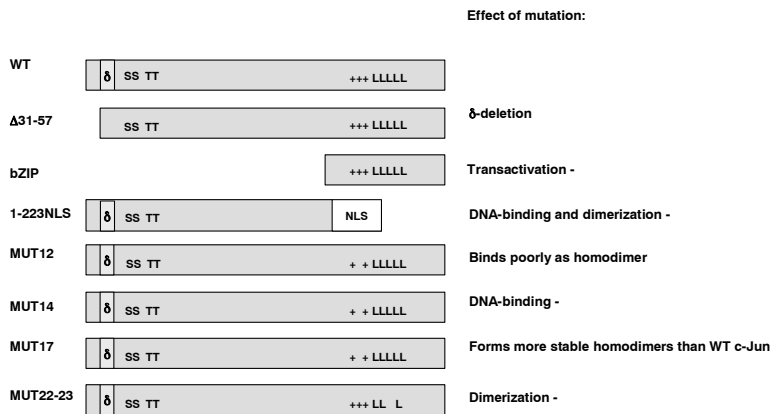 Effect of mutation:
WT δ SS TT +++ LLLLL
Δ31-57 SS TT +++ LLLLL δ-deletion
bZIP +++ LLLLL Transactivation -
1-223NLS δ SS TT NLS DNA-binding and dimerization -
MUT12 δ SS TT + + LLLLL Binds poorly as homodimer
MUT14 δ SS TT + + LLLLL DNA-binding -
MUT17 δ SS TT + + LLLLL Forms more stable homodimers than WT c-Jun
MUT22-23 δ SS TT +++ LL L Dimerization -